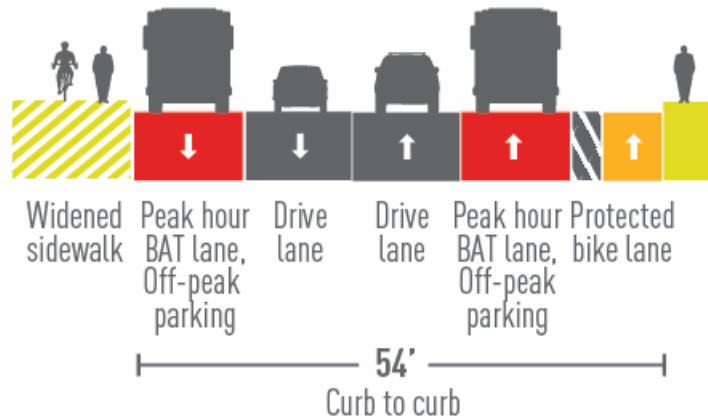 Widened
sidewalk
Peak hour
BAT lane,
Off-peak
parking
Drive
lane
Drive
lane
Peak hour
BAT lane,
Off-peak
parking
Protected
bike lane
54’
Curb to curb